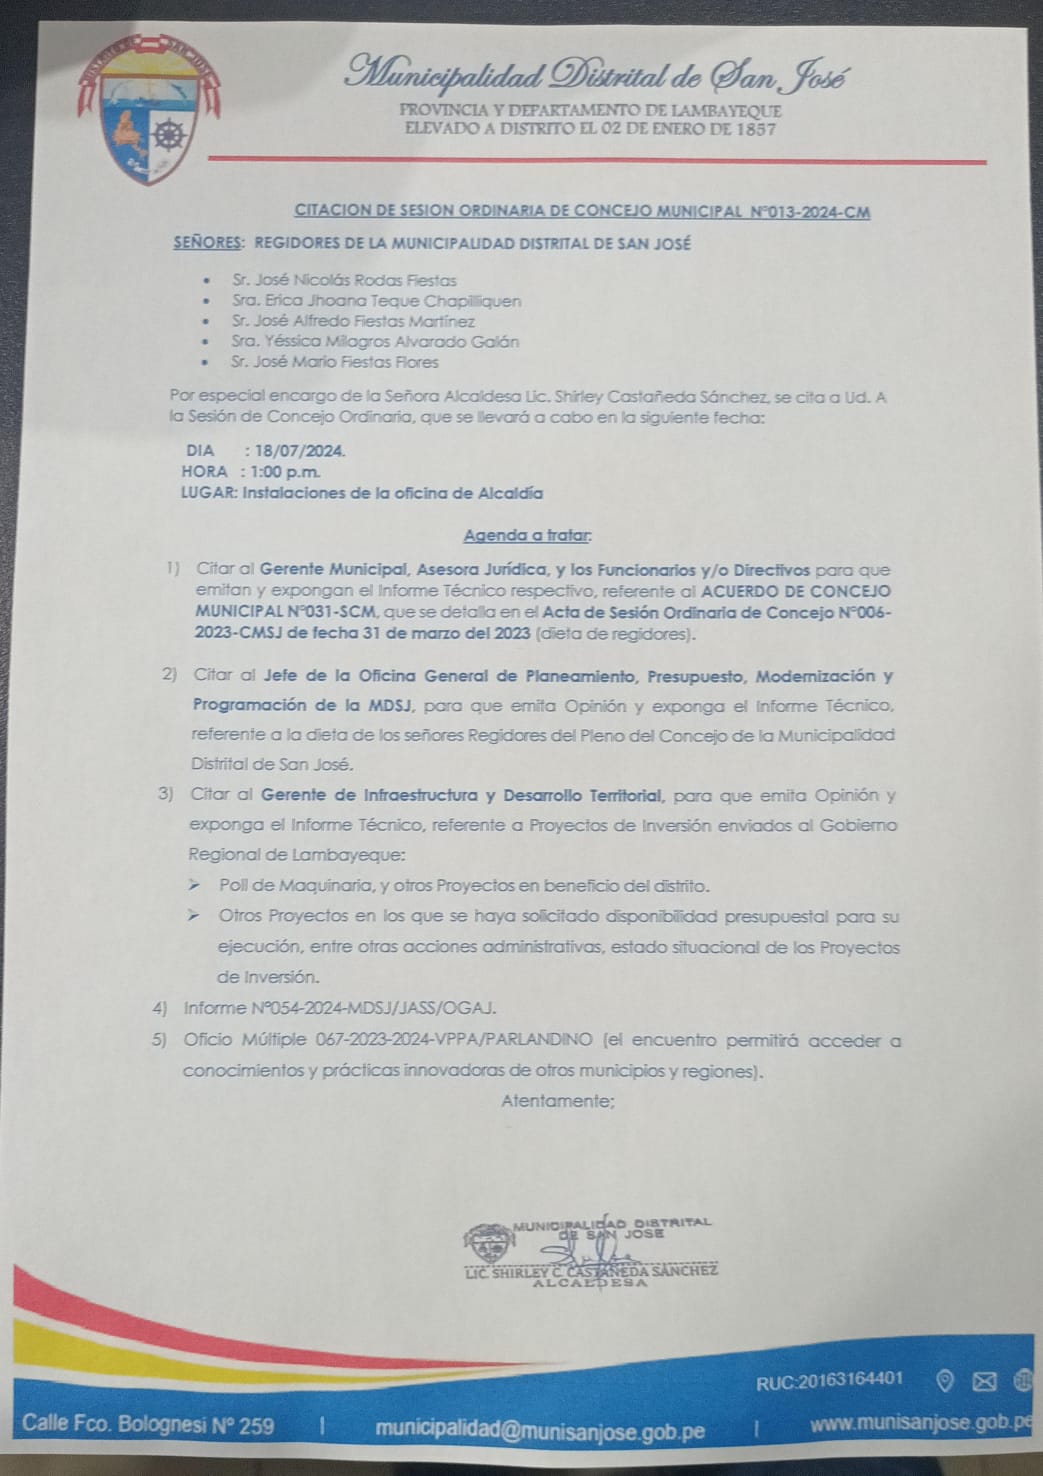 DISTRITO DE SAN JOSÉ
Municipalidad Distrital de San José
PROVINCIA Y DEPARTAMENTO DE LAMBAYEQUE
ELEVADO A DISTRITO EL 02 DE ENERO DE 1857
CITACION DE SESION ORDINARIA DE CONCEJO MUNICIPAL N°013-2024-CM
SEÑORES: REGIDORES DE LA MUNICIPALIDAD DISTRITAL DE SAN JOSÉ
• Sr. José Nicolás Rodas Fiestas
• Sra. Erica Jhoana Teque Chapilliquen
• Sr. José Alfredo Fiestas Martínez
• Sra. Yéssica Milagros Alvarado Galán
• Sr. José Mario Fiestas Flores
Por especial encargo de la Señora Alcaldesa Lic. Shirley Castañeda Sánchez, se cita a Ud. A
la Sesión de Concejo Ordinaria, que se llevará a cabo en la siguiente fecha:
DIA : 18/07/2024.
HORA : 1:00 p.m.
LUGAR: Instalaciones de la oficina de Alcaldía
Agenda a tratar:
1) Citar al Gerente Municipal, Asesora Jurídica, y los Funcionarios y/o Directivos para que
emitan y expongan el Informe Técnico respectivo, referente al ACUERDO DE CONCEJO
MUNICIPAL N°031-SCM, que se detalla en el Acta de Sesión Ordinaria de Concejo N°006-
2023-CMSJ de fecha 31 de marzo del 2023 (dieta de regidores).
2) Citar al Jefe de la Oficina General de Planeamiento, Presupuesto, Modernización y
Programación de la MDSJ, para que emita Opinión y exponga el Informe Técnico,
referente a la dieta de los señores Regidores del Pleno del Concejo de la Municipalidad
Distrital de San José.
3) Citar al Gerente de Infraestructura y Desarrollo Territorial, para que emita Opinión y
exponga el Informe Técnico, referente a Proyectos de Inversión enviados al Gobierno
Regional de Lambayeque:
➢ Poll de Maquinaria, y otros Proyectos en beneficio del distrito.
➢ Otros Proyectos en los que se haya solicitado disponibilidad presupuestal para su
ejecución, entre otras acciones administrativas, estado situacional de los Proyectos
de Inversión.
4) Informe N°054-2024-MDSJ/JASS/OGAJ.
5) Oficio Múltiple 067-2023-2024-VPPA/PARLANDINO (el encuentro permitirá acceder a
conocimientos y prácticas innovadoras de otros municipios y regiones).
Atentamente;
MUNICIPALIDAD DISTRITAL
DE SAN JOSE
LIC. SHIRLEY C. CASTAÑEDA SÁNCHEZ
ALCALDESA
RUC:20163164401
Calle Fco. Bolognesi N° 259 | municipalidad@munisanjose.gob.pe | www.munisanjose.gob.pe